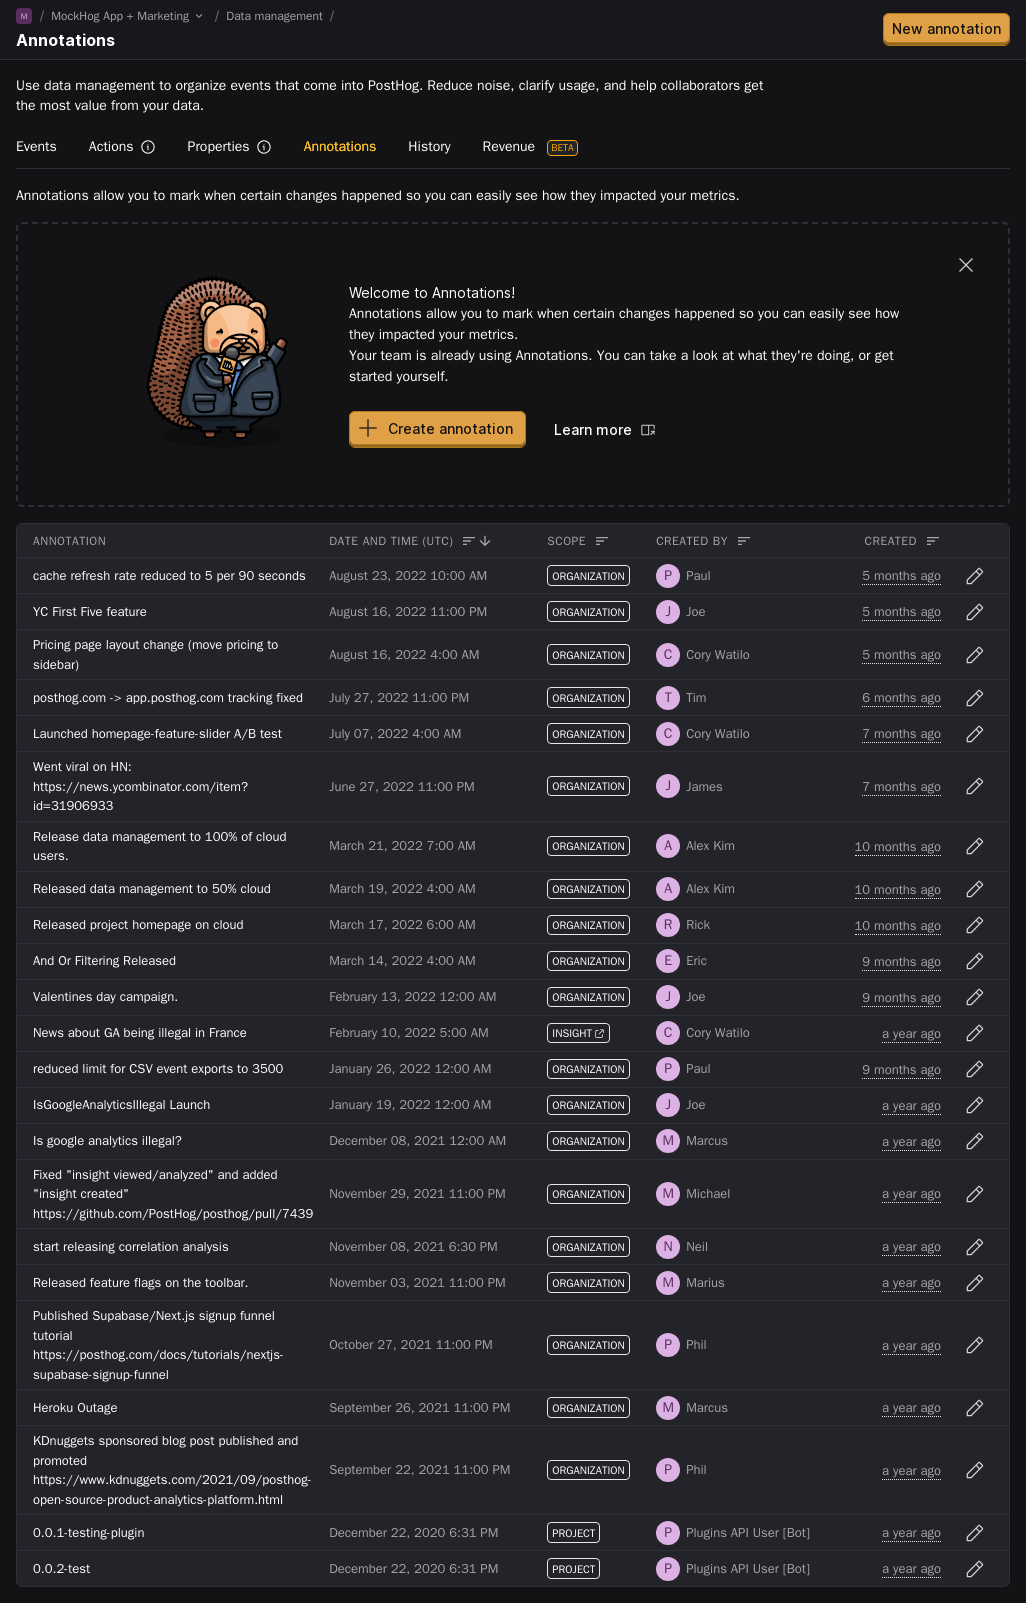 M / MockHog App + Marketing / Data management /
Annotations
New annotation
Use data management to organize events that come into PostHog. Reduce noise, clarify usage, and help collaborators get
the most value from your data.
Events Actions Properties Annotations History Revenue BETA
Annotations allow you to mark when certain changes happened so you can easily see how they impacted your metrics.
Welcome to Annotations!
Annotations allow you to mark when certain changes happened so you can easily see how
they impacted your metrics.
Your team is already using Annotations. You can take a look at what they're doing, or get
started yourself.
Create annotation Learn more
ANNOTATION DATE AND TIME (UTC) SCOPE CREATED BY CREATED
cache refresh rate reduced to 5 per 90 seconds August 23, 2022 10:00 AM ORGANIZATION P Paul 5 months ago
YC First Five feature August 16, 2022 11:00 PM ORGANIZATION J Joe 5 months ago
Pricing page layout change (move pricing to
sidebar) August 16, 2022 4:00 AM ORGANIZATION C Cory Watilo 5 months ago
posthog.com -> app.posthog.com tracking fixed July 27, 2022 11:00 PM ORGANIZATION T Tim 6 months ago
Launched homepage-feature-slider A/B test July 07, 2022 4:00 AM ORGANIZATION C Cory Watilo 7 months ago
Went viral on HN:
https://news.ycombinator.com/item? June 27, 2022 11:00 PM ORGANIZATION J James 7 months ago
id=31906933
Release data management to 100% of cloud
users. March 21, 2022 7:00 AM ORGANIZATION A Alex Kim 10 months ago
Released data management to 50% cloud March 19, 2022 4:00 AM ORGANIZATION A Alex Kim 10 months ago
Released project homepage on cloud March 17, 2022 6:00 AM ORGANIZATION R Rick 10 months ago
And Or Filtering Released March 14, 2022 4:00 AM ORGANIZATION E Eric 9 months ago
Valentines day campaign. February 13, 2022 12:00 AM ORGANIZATION J Joe 9 months ago
News about GA being illegal in France February 10, 2022 5:00 AM INSIGHT C Cory Watilo a year ago
reduced limit for CSV event exports to 3500 January 26, 2022 12:00 AM ORGANIZATION P Paul 9 months ago
IsGoogleAnalyticsIllegal Launch January 19, 2022 12:00 AM ORGANIZATION J Joe a year ago
Is google analytics illegal? December 08, 2021 12:00 AM ORGANIZATION M Marcus a year ago
Fixed "insight viewed/analyzed" and added
"insight created" November 29, 2021 11:00 PM ORGANIZATION M Michael a year ago
https://github.com/PostHog/posthog/pull/7439
start releasing correlation analysis November 08, 2021 6:30 PM ORGANIZATION N Neil a year ago
Released feature flags on the toolbar. November 03, 2021 11:00 PM ORGANIZATION M Marius a year ago
Published Supabase/Next.js signup funnel
tutorial October 27, 2021 11:00 PM ORGANIZATION P Phil a year ago
https://posthog.com/docs/tutorials/nextjs-
supabase-signup-funnel
Heroku Outage September 26, 2021 11:00 PM ORGANIZATION M Marcus a year ago
KDnuggets sponsored blog post published and
promoted September 22, 2021 11:00 PM ORGANIZATION P Phil a year ago
https://www.kdnuggets.com/2021/09/posthog-
open-source-product-analytics-platform.html
0.0.1-testing-plugin December 22, 2020 6:31 PM PROJECT P Plugins API User [Bot] a year ago
0.0.2-test December 22, 2020 6:31 PM PROJECT P Plugins API User [Bot] a year ago